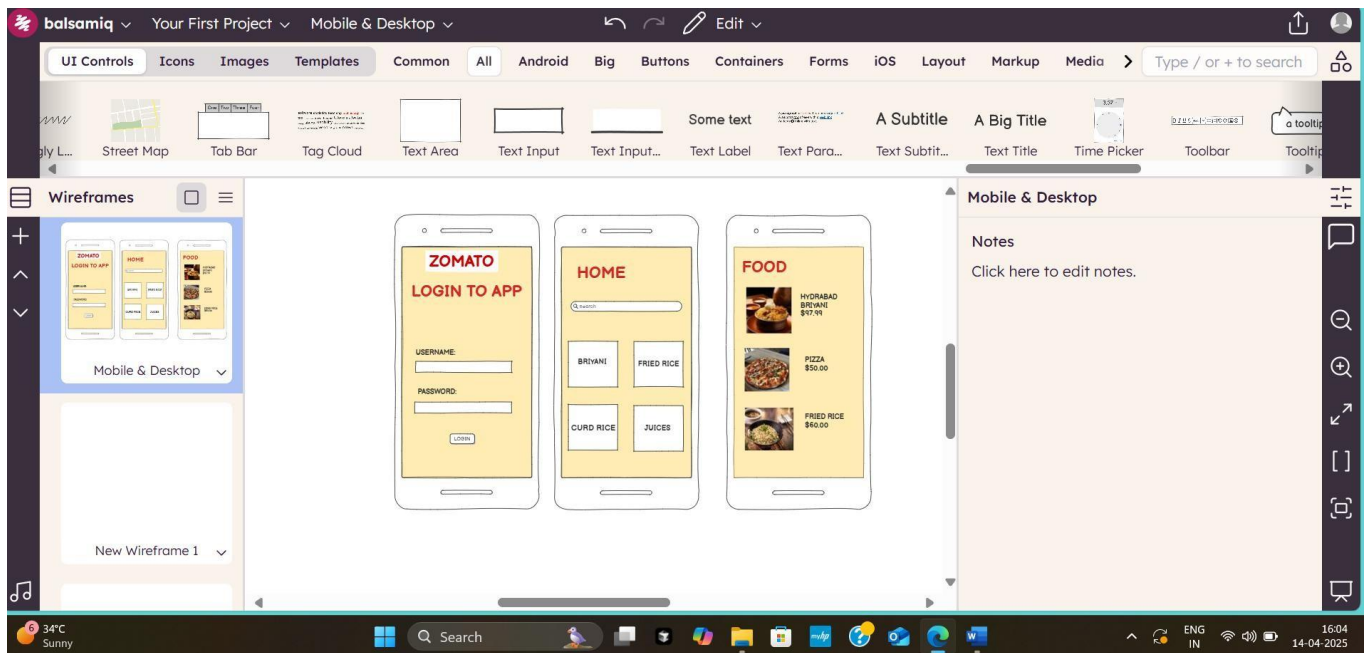 balsamiq Your First Project Mobile & Desktop Edit
UI Controls Icons Images Templates Common All Android Big Buttons Containers Forms iOS Layout Markup Media Type / or + to search
Some text A Subtitle A Big Title a tooltip
gly L... Street Map Tab Bar Tag Cloud Text Area Text Input Text Input... Text Label Text Para... Text Subtit... Text Title Time Picker Toolbar Tooltip
Wireframes
ZOMATO
LOGIN TO APP
HOME
FOOD
Mobile & Desktop
New Wireframe 1
ZOMATO
LOGIN TO APP
USERNAME:
PASSWORD:
LOGIN
HOME
Search
BRIYANI FRIED RICE
CURD RICE JUICES
FOOD
HYDRABAD
BRIYANI
$97.99
PIZZA
$50.00
FRIED RICE
$60.00
Mobile & Desktop
Notes
Click here to edit notes.
6 34°C
Sunny
Search
myhp
ENG
IN
16:04
14-04-2025